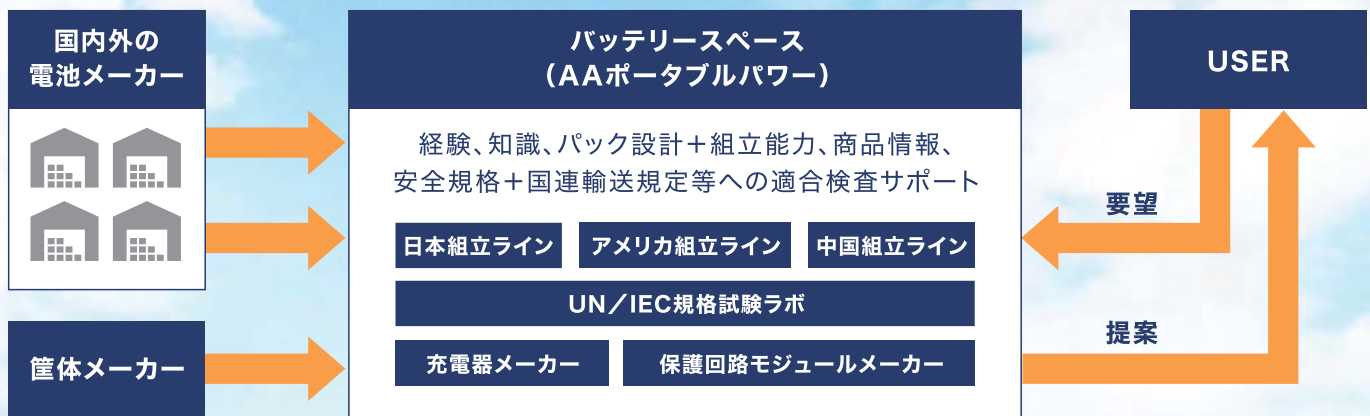 国内外の
電池メーカー
筐体メーカー
バッテリースペース
（AAポータブルパワー）
経験、知識、パック設計＋組立能力、商品情報、
安全規格＋国連輸送規定等への適合検査サポート
日本組立ライン
アメリカ組立ライン
中国組立ライン
UN／IEC規格試験ラボ
充電器メーカー
保護回路モジュールメーカー
USER
要望
提案